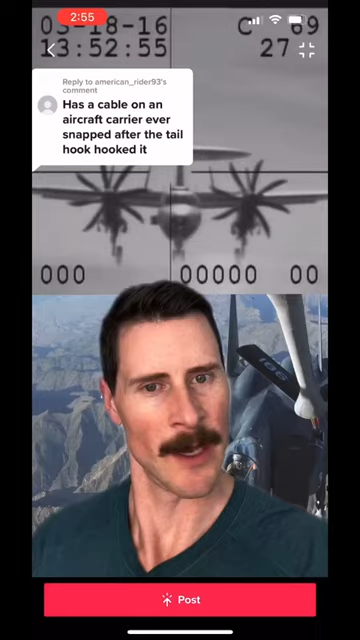 2:55
03-18-16
C 69
13:52:55
27
Reply to american_rider93's
comment
Has a cable on an
aircraft carrier ever
snapped after the tail
hook hooked it
000
00000 00
Post